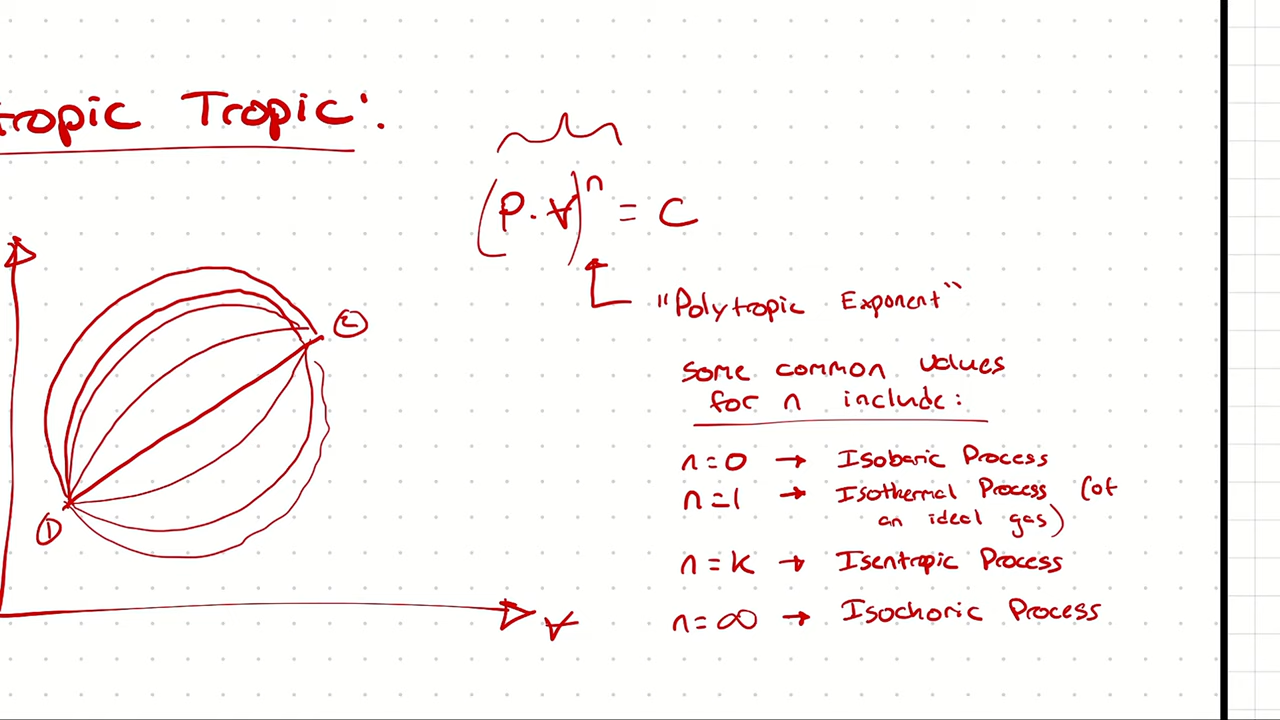 tropic Tropic:
(P.V)ⁿ = C
"Polytropic Exponent"
②
some common values
for n include:
n=0 → Isobaric Process
n=1 → Isothermal Process (of
an ideal gas)
①
n=k → Isentropic Process
n=∞ → Isochoric Process
V